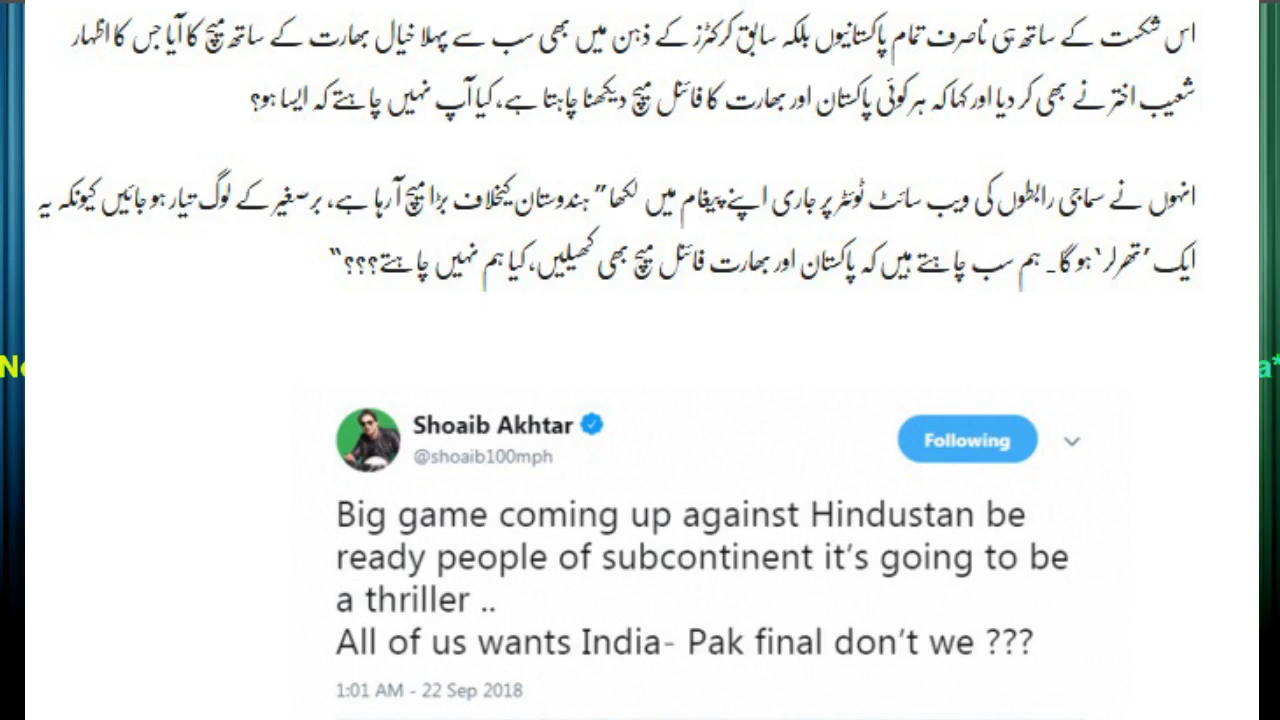 اس شکست کے ساتھ ہی ناصرف تمام پاکستانیوں بلکہ سابق کرکٹرز کے ذہن میں بھی سب سے پہلا خیال بھارت کے ساتھ میچ کا آیا جس کا اظہار
شعیب اختر نے بھی کر دیا اور کہا کہ ہر کوئی پاکستان اور بھارت کا فائنل میچ دیکھنا چاہتا ہے، کیا آپ نہیں چاہتے کہ ایسا ہو؟
انہوں نے سماجی رابطوں کی ویب سائٹ ٹوئٹر پر جاری اپنے پیغام میں لکھا ”ہندوستان کیخلاف بڑا میچ آ رہا ہے، برصغیر کے لوگ تیار ہو جائیں کیونکہ یہ
ایک ’تھرلر‘ ہو گا۔ ہم سب چاہتے ہیں کہ پاکستان اور بھارت فائنل میچ بھی کھیلیں، کیا ہم نہیں چاہتے؟؟؟“
Shoaib Akhtar
@shoaib100mph
Following
Big game coming up against Hindustan be
ready people of subcontinent it's going to be
a thriller ..
All of us wants India- Pak final don't we ???
1:01 AM - 22 Sep 2018